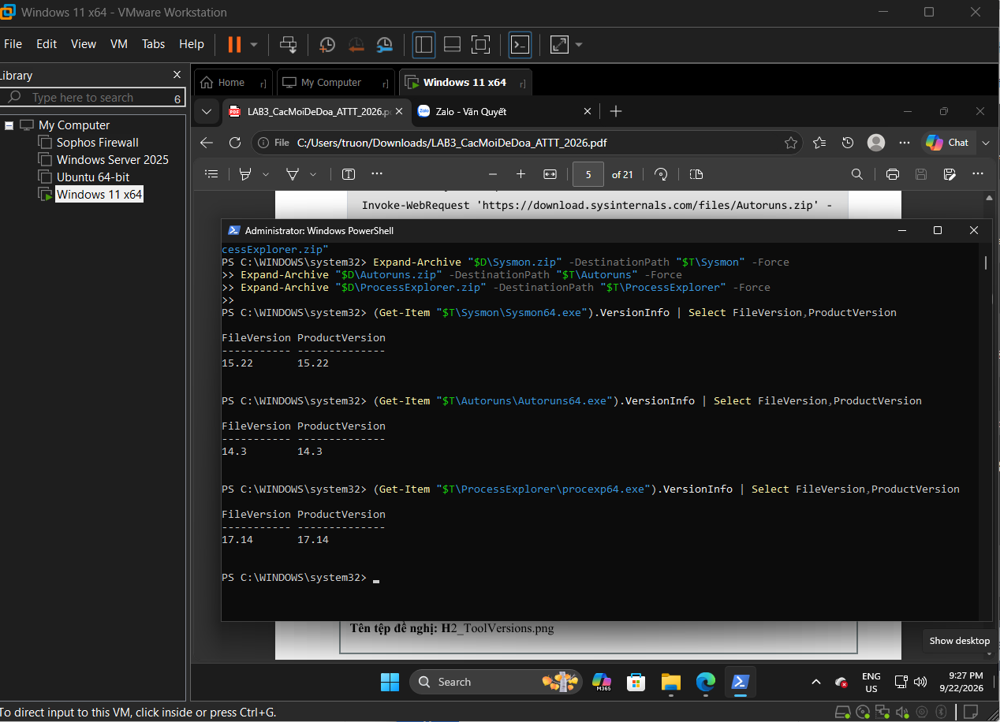 Windows 11 x64 - VMware Workstation
File Edit View VM Tabs Help
Library
Type here to search 6
My Computer
Sophos Firewall
Windows Server 2025
Ubuntu 64-bit
Windows 11 x64
Home My Computer Windows 11 x64
LAB3_CacMoiDeDoa_ATTT_2026.p Zalo - Văn Quyết
File C:/Users/truon/Downloads/LAB3_CacMoiDeDoa_ATTT_2026.pdf Chat
5 of 21
Invoke-WebRequest 'https://download.sysinternals.com/files/Autoruns.zip' -
Administrator: Windows PowerShell
cessExplorer.zip"
PS C:\WINDOWS\system32> Expand-Archive "$D\Sysmon.zip" -DestinationPath "$T\Sysmon" -Force
>> Expand-Archive "$D\Autoruns.zip" -DestinationPath "$T\Autoruns" -Force
>> Expand-Archive "$D\ProcessExplorer.zip" -DestinationPath "$T\ProcessExplorer" -Force
>>
PS C:\WINDOWS\system32> (Get-Item "$T\Sysmon\Sysmon64.exe").VersionInfo | Select FileVersion,ProductVersion
FileVersion ProductVersion
----------- --------------
15.22 15.22
PS C:\WINDOWS\system32> (Get-Item "$T\Autoruns\Autoruns64.exe").VersionInfo | Select FileVersion,ProductVersion
FileVersion ProductVersion
----------- --------------
14.3 14.3
PS C:\WINDOWS\system32> (Get-Item "$T\ProcessExplorer\procexp64.exe").VersionInfo | Select FileVersion,ProductVersion
FileVersion ProductVersion
----------- --------------
17.14 17.14
PS C:\WINDOWS\system32>
Tên tệp đề nghị: H2_ToolVersions.png
Show desktop
Search M365 ENG 9:27 PM
US 9/22/2026
To direct input to this VM, click inside or press Ctrl+G.